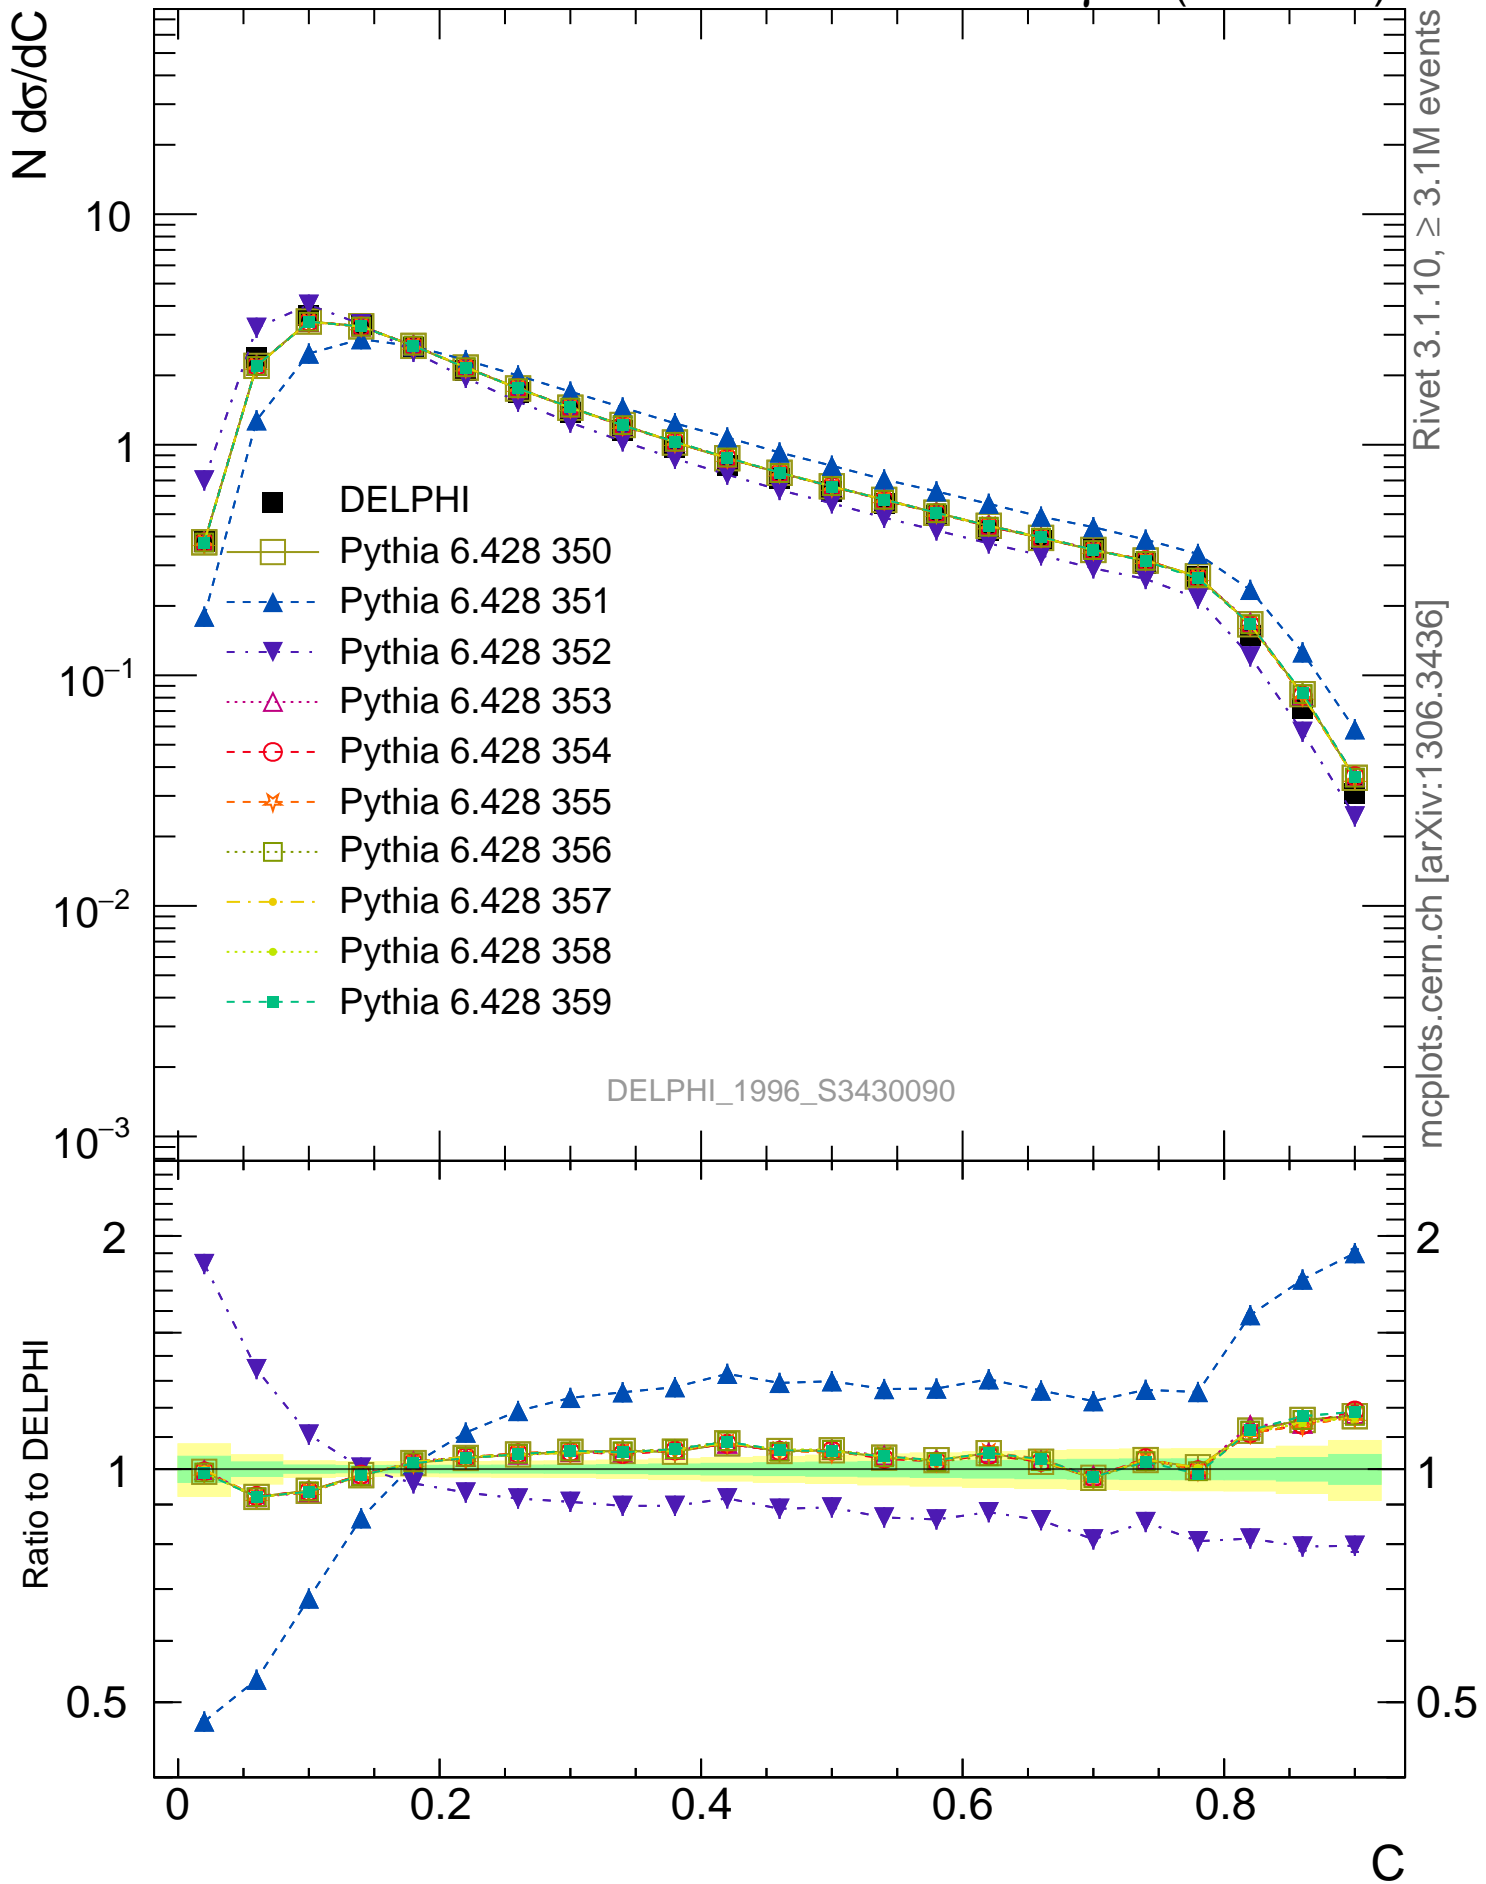 N dσ/dC
10
1
10⁻¹
10⁻²
10⁻³
DELPHI
Pythia 6.428 350
Pythia 6.428 351
Pythia 6.428 352
Pythia 6.428 353
Pythia 6.428 354
Pythia 6.428 355
Pythia 6.428 356
Pythia 6.428 357
Pythia 6.428 358
Pythia 6.428 359
DELPHI_1996_S3430090
Rivet 3.1.10, ≥ 3.1M events
mcplots.cern.ch [arXiv:1306.3436]
Ratio to DELPHI
2
1
0.5
2
1
0.5
0
0.2
0.4
0.6
0.8
C